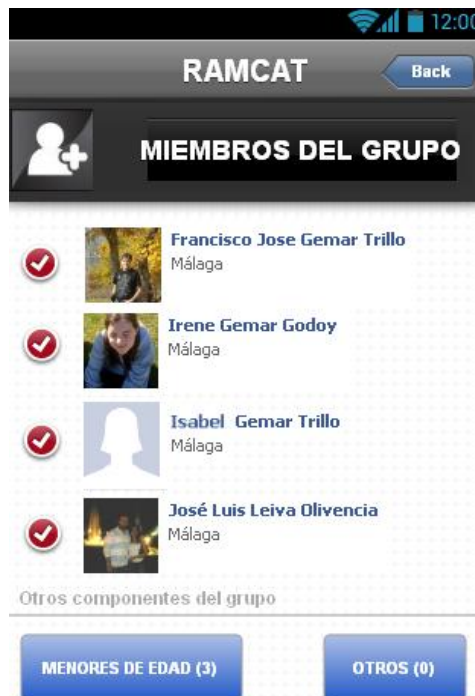 12:00
RAMCAT
Back
MIEMBROS DEL GRUPO
Francisco Jose Gemar Trillo
Málaga
Irene Gemar Godoy
Málaga
Isabel Gemar Trillo
Málaga
José Luis Leiva Olivencia
Málaga
Otros componentes del grupo
MENORES DE EDAD (3)
OTROS (0)